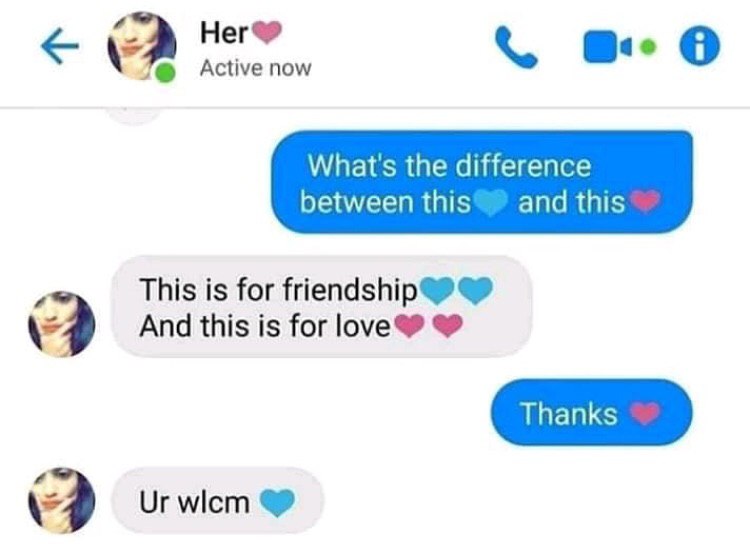 Her💗
Active now
What's the difference
between this💙 and this💗
This is for friendship💙💙
And this is for love💗💗
Thanks 💗
Ur wlcm 💙